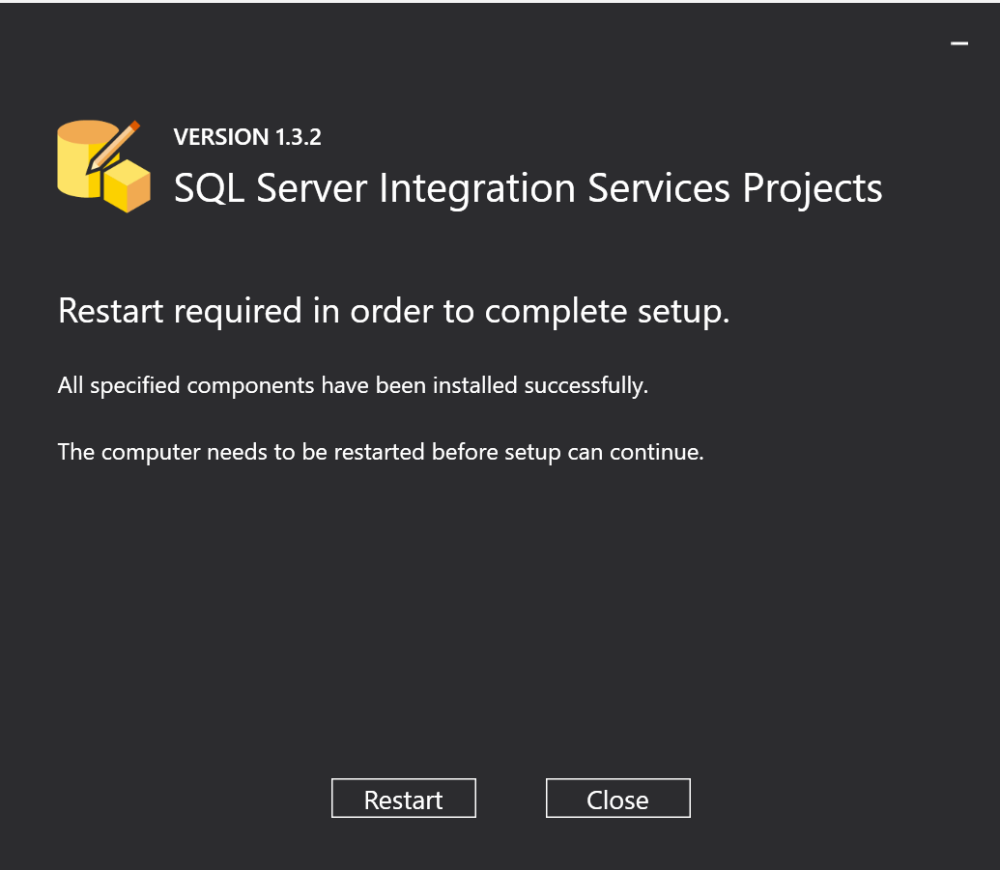 VERSION 1.3.2
SQL Server Integration Services Projects
Restart required in order to complete setup.
All specified components have been installed successfully.
The computer needs to be restarted before setup can continue.
Restart
Close